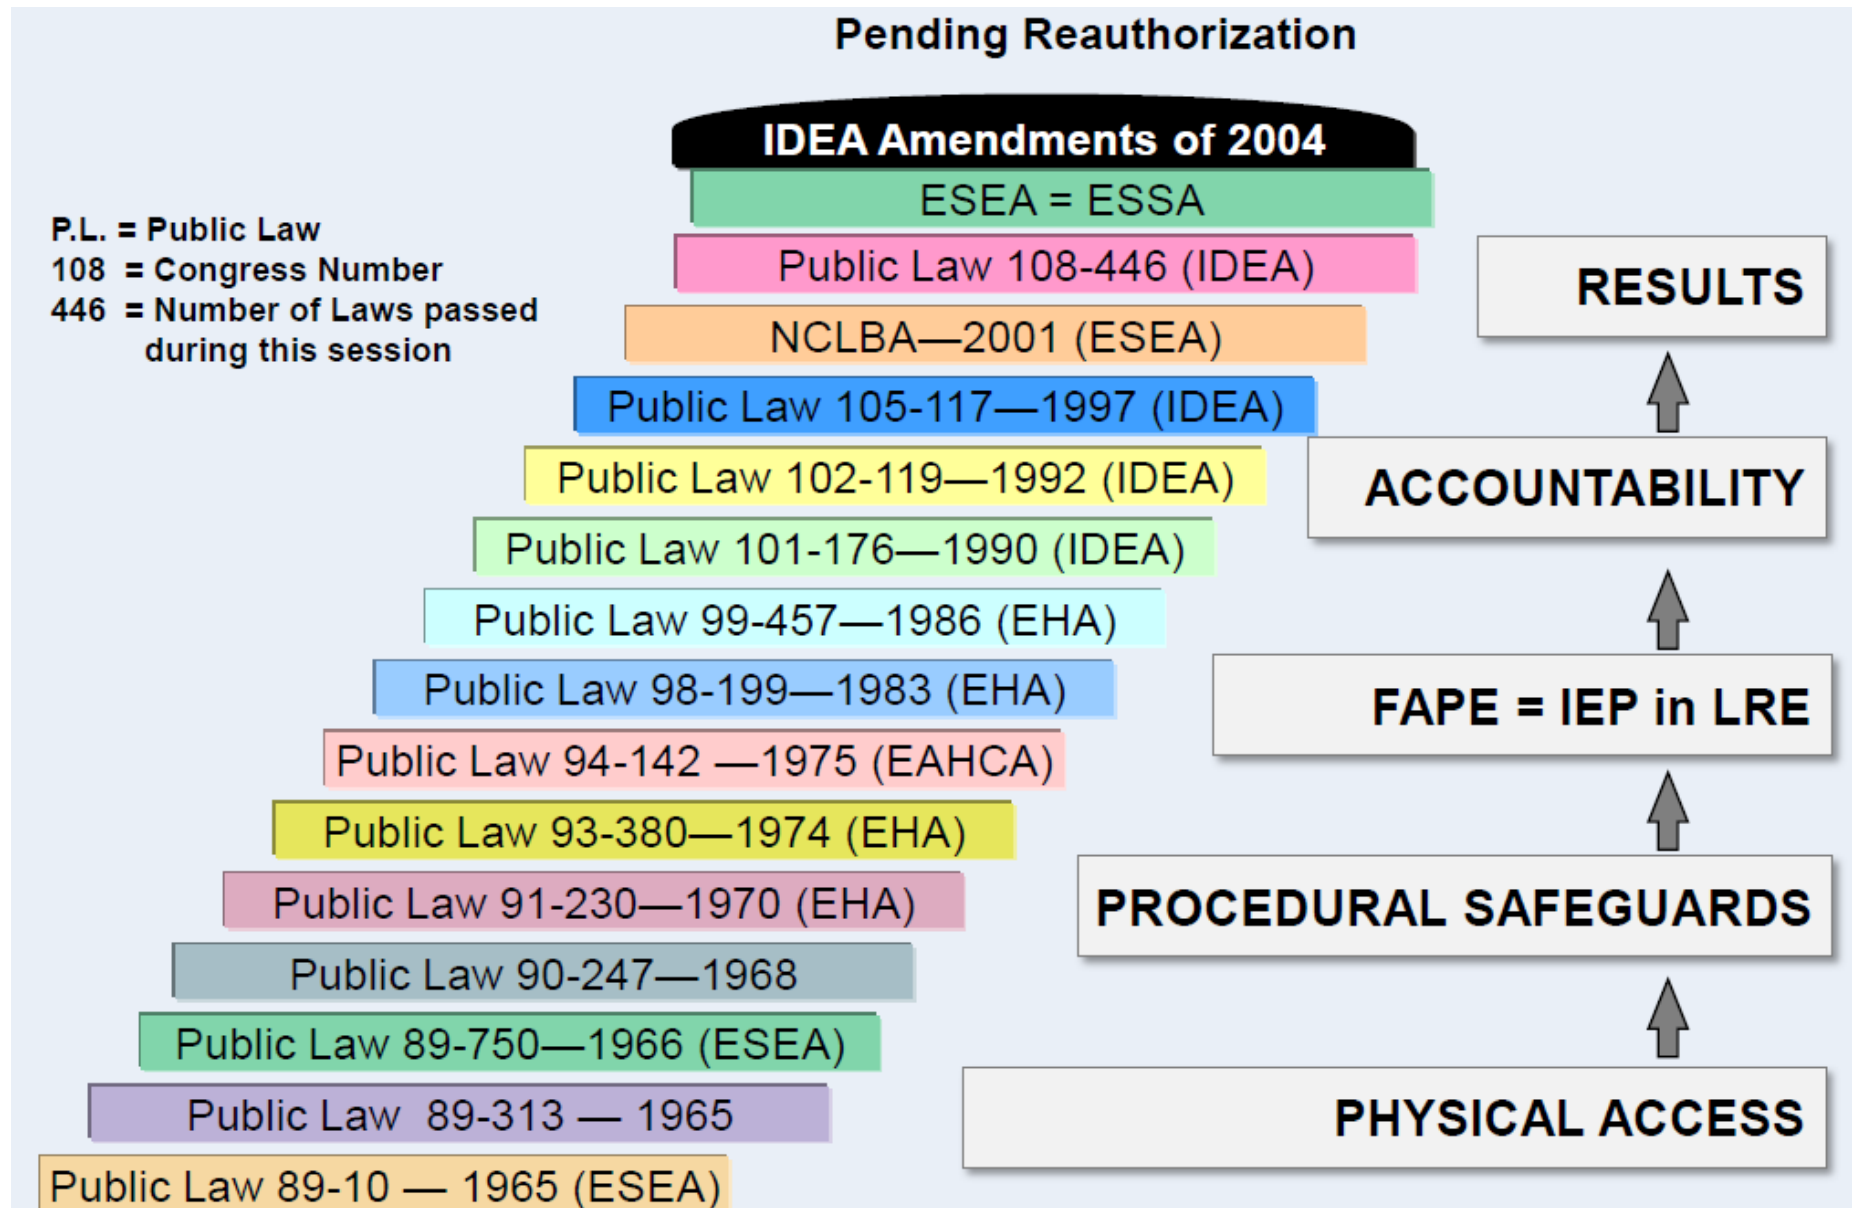 Pending Reauthorization
IDEA Amendments of 2004
ESEA = ESSA
P.L. = Public Law
108 = Congress Number
446 = Number of Laws passed
during this session
Public Law 108-446 (IDEA)
NCLBA—2001 (ESEA)
Public Law 105-117—1997 (IDEA)
Public Law 102-119—1992 (IDEA)
Public Law 101-176—1990 (IDEA)
Public Law 99-457—1986 (EHA)
Public Law 98-199—1983 (EHA)
Public Law 94-142 —1975 (EAHCA)
Public Law 93-380—1974 (EHA)
Public Law 91-230—1970 (EHA)
Public Law 90-247—1968
Public Law 89-750—1966 (ESEA)
Public Law 89-313 — 1965
Public Law 89-10 — 1965 (ESEA)
RESULTS
ACCOUNTABILITY
FAPE = IEP in LRE
PROCEDURAL SAFEGUARDS
PHYSICAL ACCESS